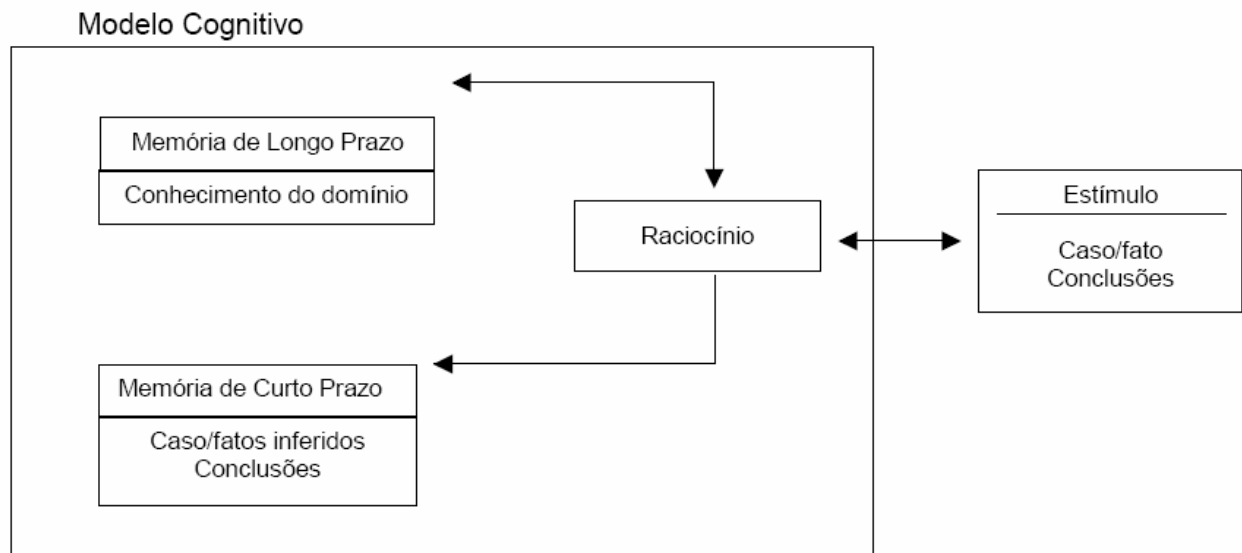 Modelo Cognitivo
Memória de Longo Prazo
Conhecimento do domínio
Raciocínio
Estímulo
Caso/fato
Conclusões
Memória de Curto Prazo
Caso/fatos inferidos
Conclusões